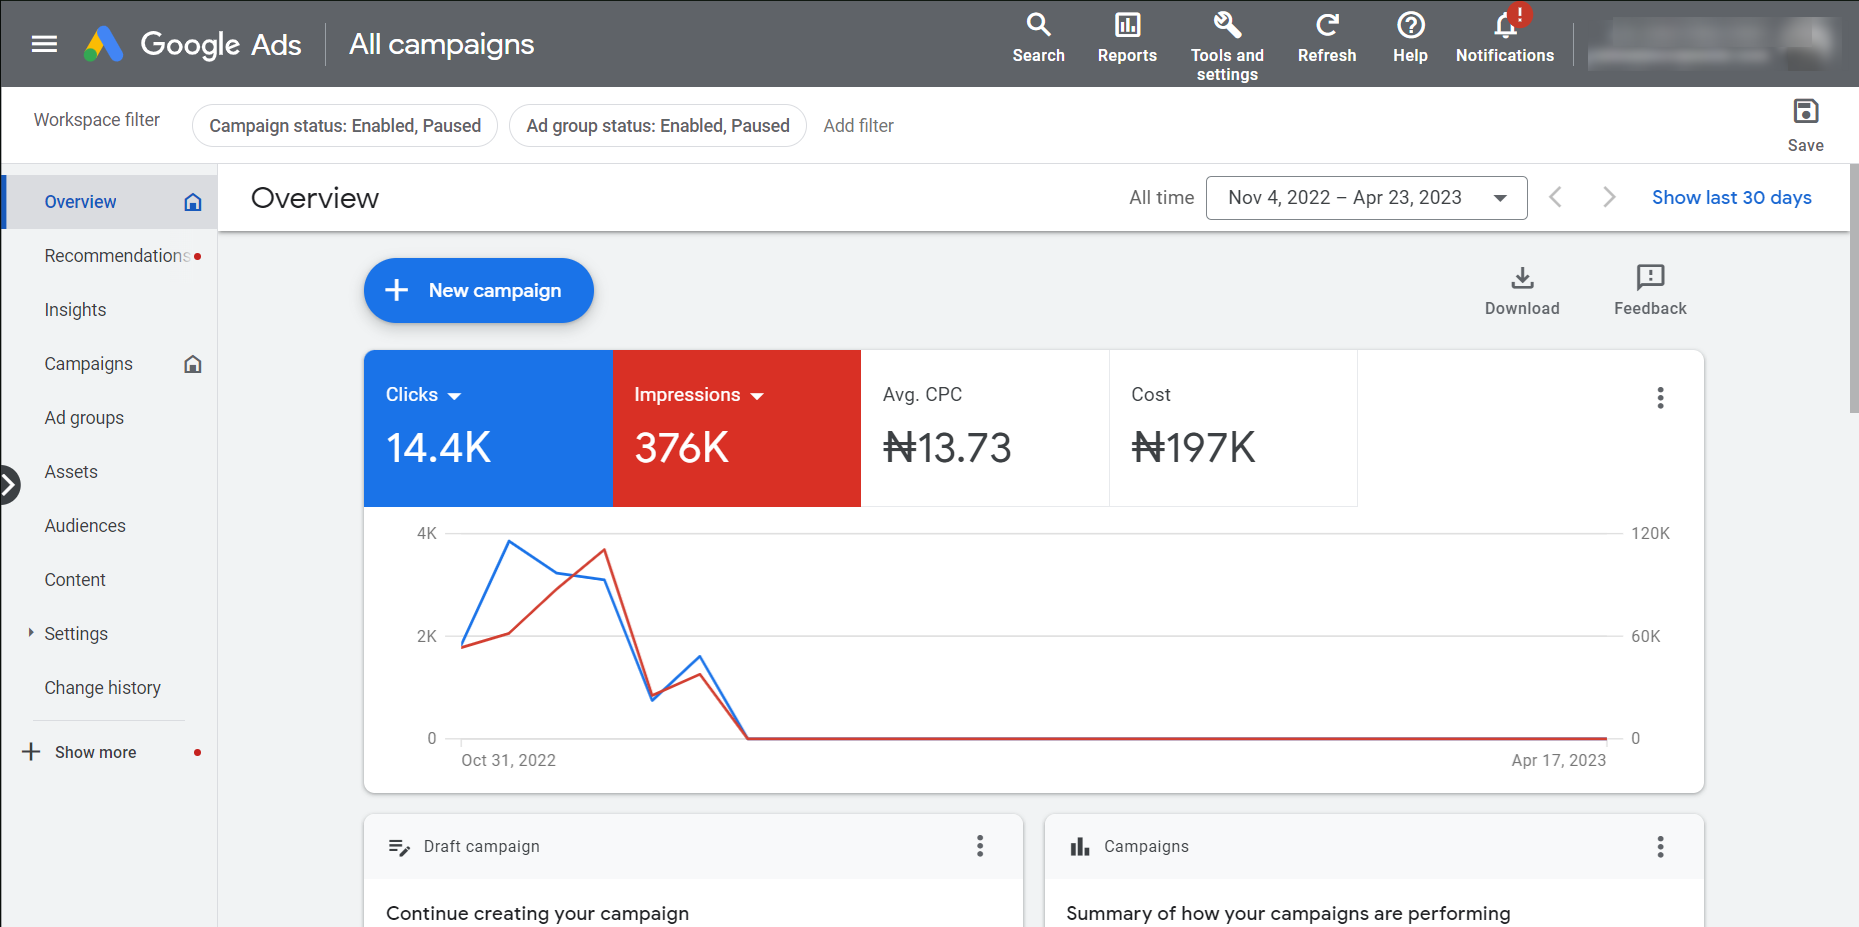 Google Ads
All campaigns
Search
Reports
Tools and
settings
Refresh
Help
!
Notifications
Workspace filter
Campaign status: Enabled, Paused
Ad group status: Enabled, Paused
Add filter
Save
Overview
Recommendations
Insights
Campaigns
Ad groups
Assets
Audiences
Content
Settings
Change history
Show more
Overview
All time
Nov 4, 2022 – Apr 23, 2023
Show last 30 days
New campaign
Download
Feedback
Clicks
14.4K
Impressions
376K
Avg. CPC
₦13.73
Cost
₦197K
4K
2K
0
120K
60K
0
Oct 31, 2022
Apr 17, 2023
Draft campaign
Continue creating your campaign
Campaigns
Summary of how your campaigns are performing